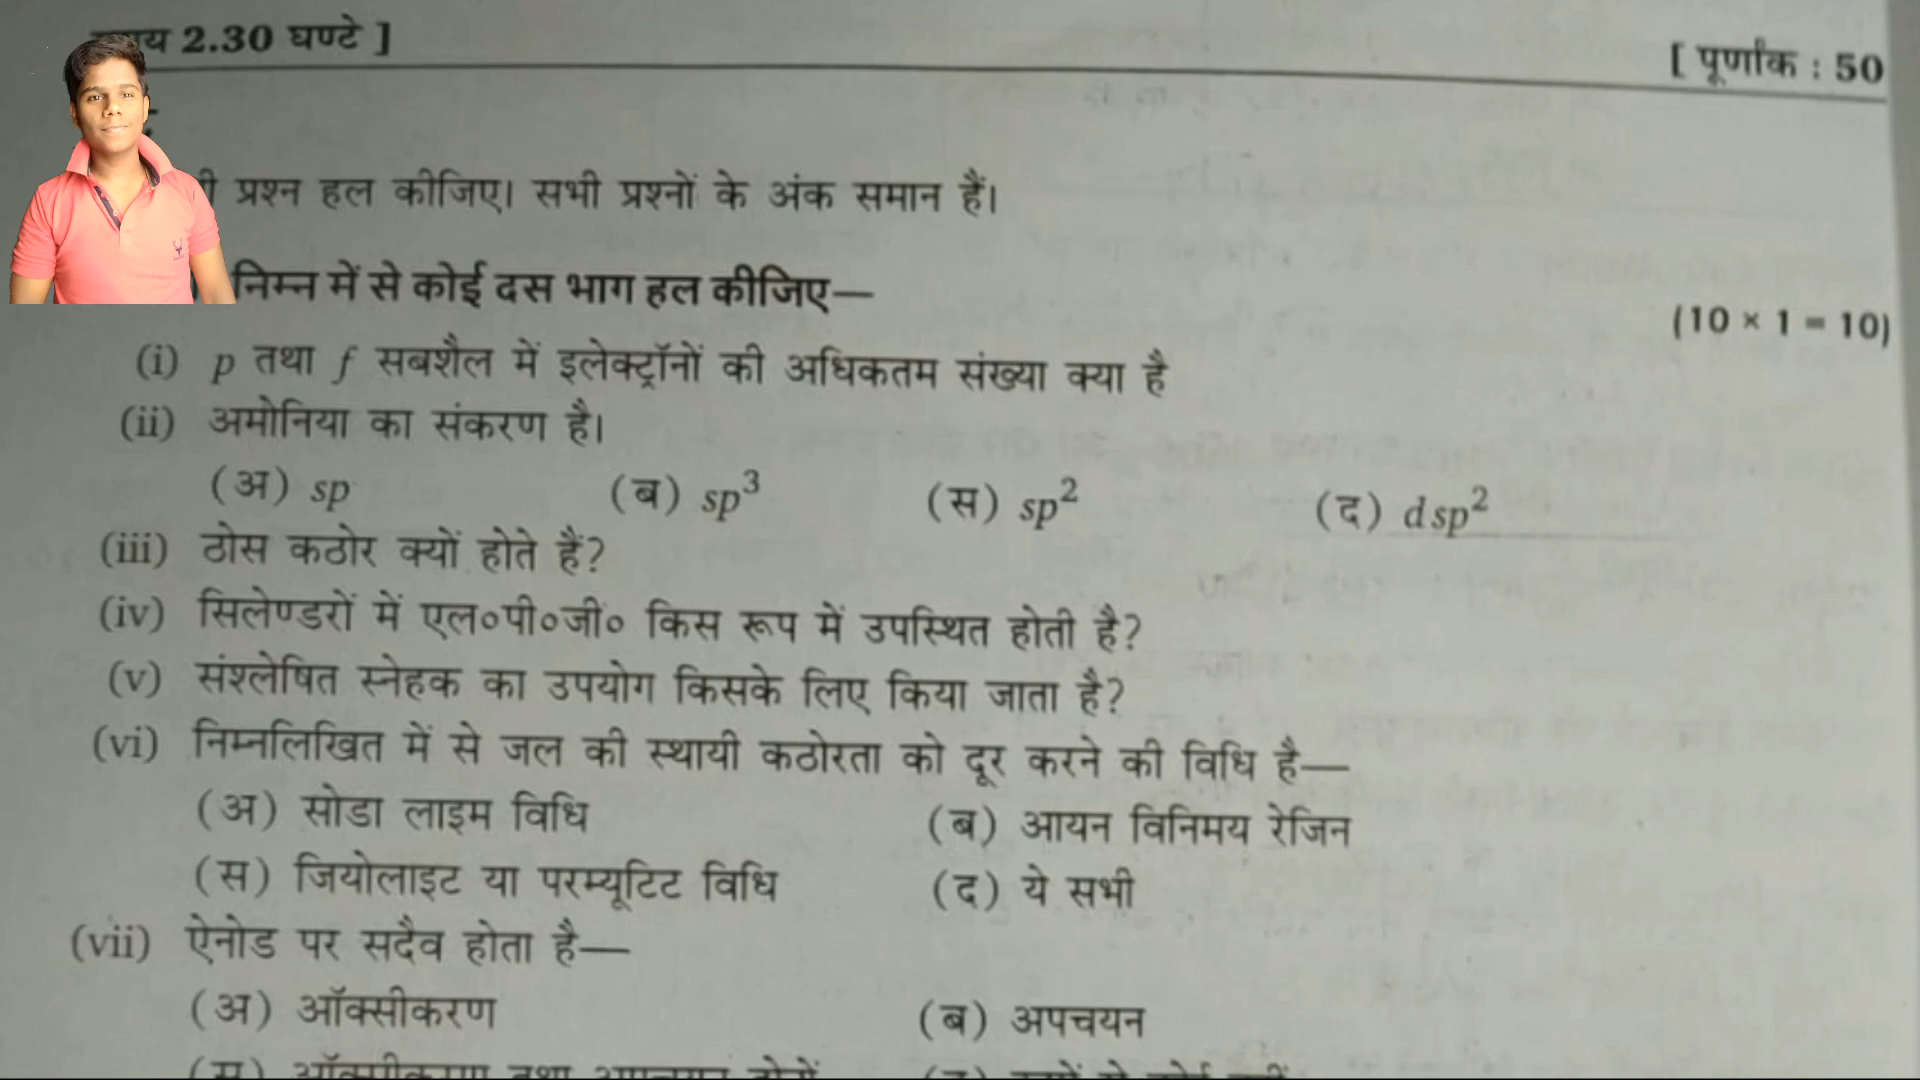 2.30 घण्टे ]
[ पूर्णांक : 50
प्रश्न हल कीजिए। सभी प्रश्नों के अंक समान हैं।
निम्न में से कोई दस भाग हल कीजिए—
(10 × 1 = 10)
(i) p तथा f सबशैल में इलेक्ट्रॉनों की अधिकतम संख्या क्या है
(ii) अमोनिया का संकरण है।
(अ) sp (ब) sp³ (स) sp² (द) dsp²
(iii) ठोस कठोर क्यों होते हैं?
(iv) सिलेण्डरों में एल०पी०जी० किस रूप में उपस्थित होती है?
(v) संश्लेषित स्नेहक का उपयोग किसके लिए किया जाता है?
(vi) निम्नलिखित में से जल की स्थायी कठोरता को दूर करने की विधि है—
(अ) सोडा लाइम विधि (ब) आयन विनिमय रेजिन
(स) जियोलाइट या परम्यूटिट विधि (द) ये सभी
(vii) ऐनोड पर सदैव होता है—
(अ) ऑक्सीकरण (ब) अपचयन